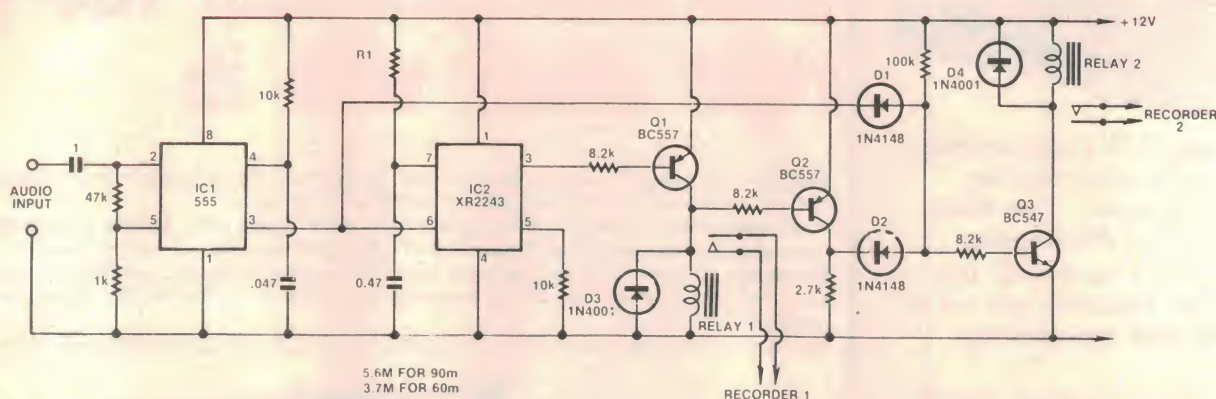 + 12V
R1
10k
100k
D4
1N4001
RELAY 2
D1
1N4148
RECORDER
2
Q1
BC557
Q2
BC557
1
8
2
4
1
7
3
8.2k
AUDIO
INPUT
47k
IC1
555
IC2
XR2243
8.2k
Q3
BC547
5
3
6
5
D2
1N4148
8.2k
1
4
1k
.047
0.47
10k
D3
1N4001
RELAY 1
2.7k
5.6M FOR 90m
3.7M FOR 60m
RECORDER 1